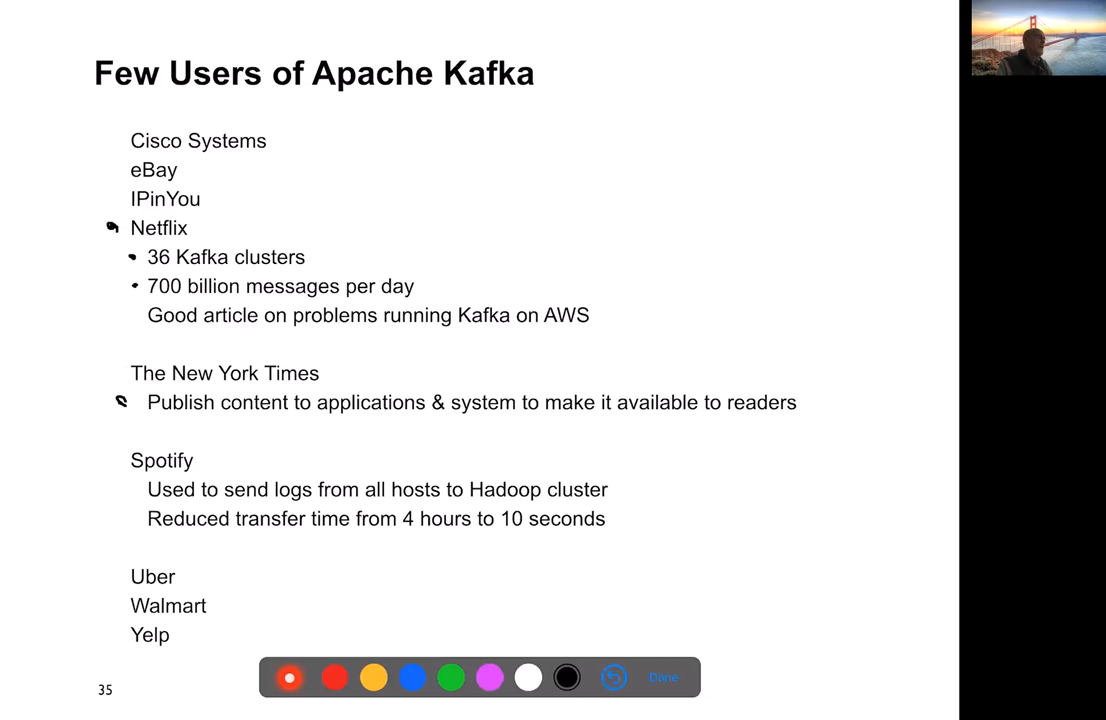 Few Users of Apache Kafka
Cisco Systems
eBay
IPinYou
Netflix
36 Kafka clusters
700 billion messages per day
Good article on problems running Kafka on AWS
The New York Times
Publish content to applications & system to make it available to readers
Spotify
Used to send logs from all hosts to Hadoop cluster
Reduced transfer time from 4 hours to 10 seconds
Uber
Walmart
Yelp
35
Done